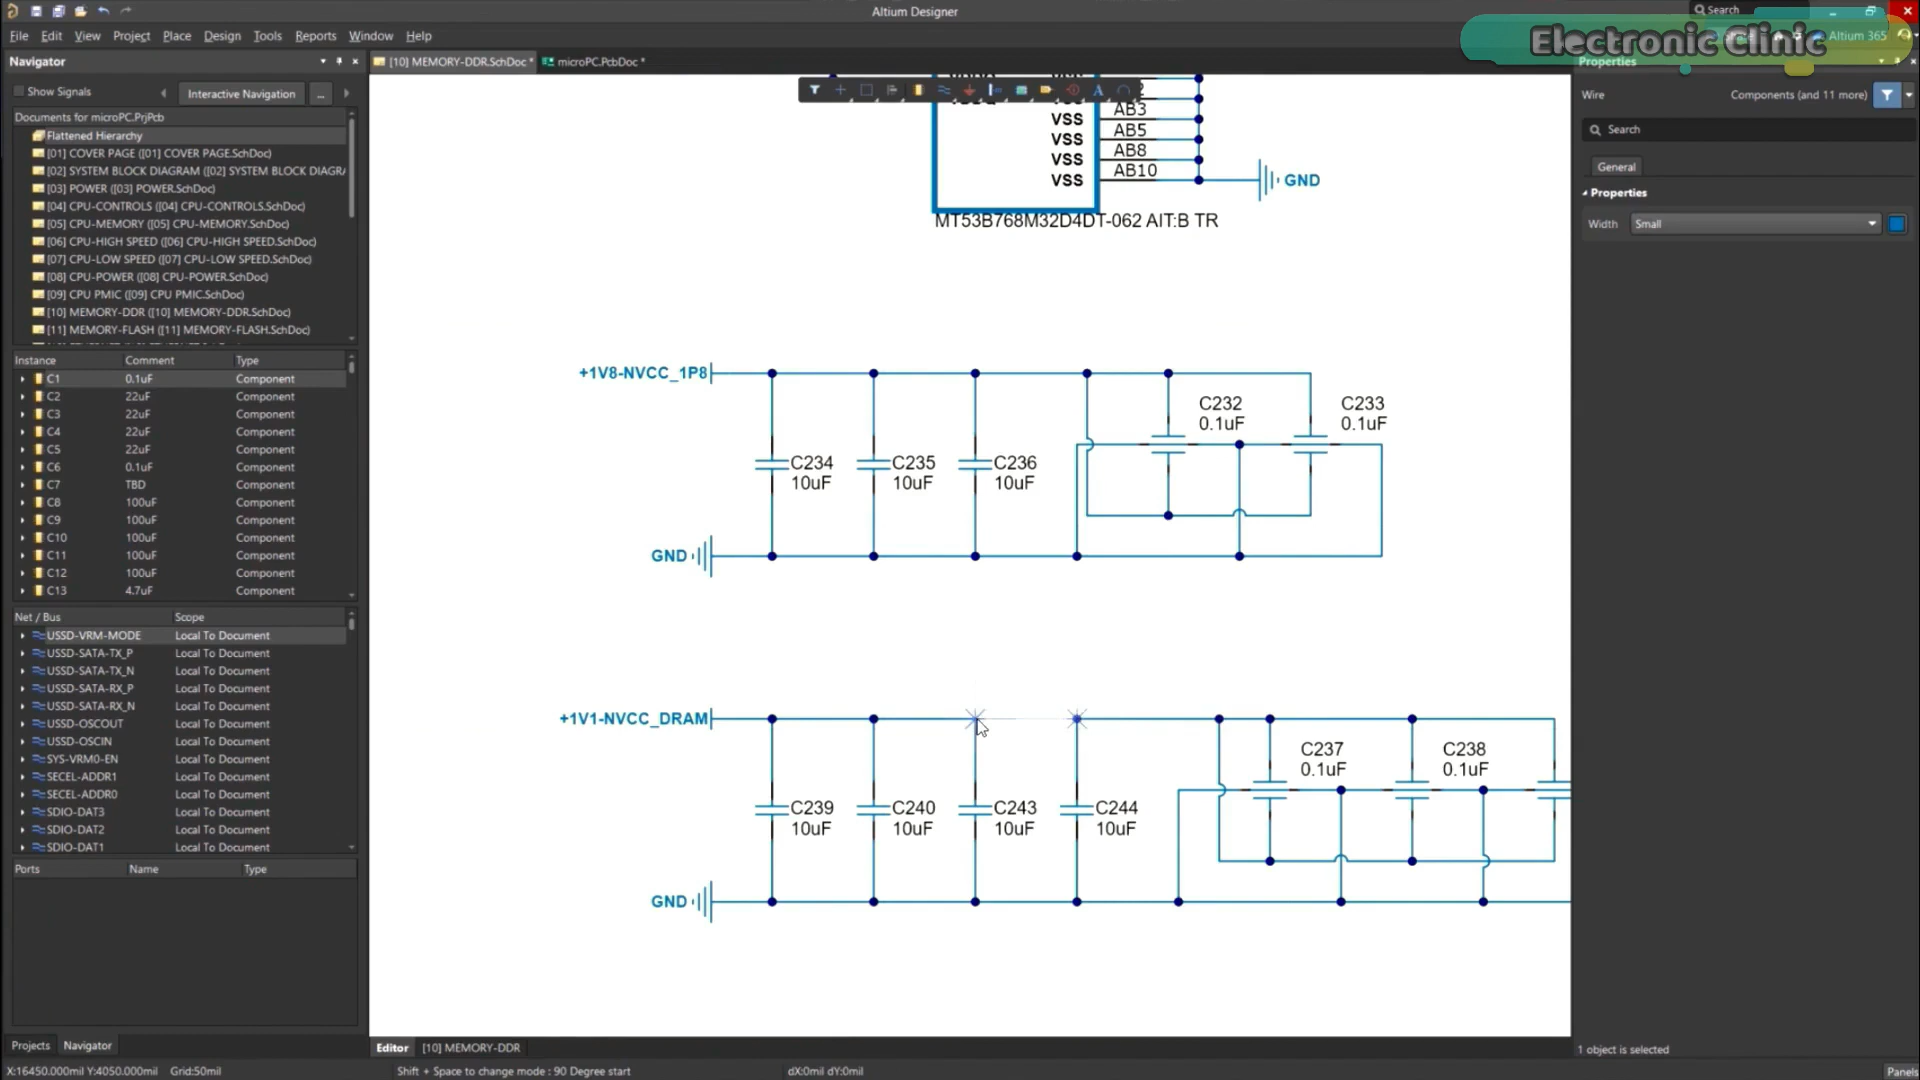 Altium Designer
Search
Electronic Clinic
Altium 365
File Edit View Project Place Design Tools Reports Window Help
Navigator
[10] MEMORY-DDR.SchDoc *
microPC.PcbDoc *
Properties
Show Signals
Interactive Navigation
...
Wire
Components (and 11 more)
Search
General
Properties
Width
Small
Documents for microPC.PrjPcb
Flattened Hierarchy
[01] COVER PAGE ([01] COVER PAGE.SchDoc)
[02] SYSTEM BLOCK DIAGRAM ([02] SYSTEM BLOCK DIAGRA
[03] POWER ([03] POWER.SchDoc)
[04] CPU-CONTROLS ([04] CPU-CONTROLS.SchDoc)
[05] CPU-MEMORY ([05] CPU-MEMORY.SchDoc)
[06] CPU-HIGH SPEED ([06] CPU-HIGH SPEED.SchDoc)
[07] CPU-LOW SPEED ([07] CPU-LOW SPEED.SchDoc)
[08] CPU-POWER ([08] CPU-POWER.SchDoc)
[09] CPU PMIC ([09] CPU PMIC.SchDoc)
[10] MEMORY-DDR ([10] MEMORY-DDR.SchDoc)
[11] MEMORY-FLASH ([11] MEMORY-FLASH.SchDoc)
Instance Comment Type
C1 0.1uF Component
C2 22uF Component
C3 22uF Component
C4 22uF Component
C5 22uF Component
C6 0.1uF Component
C7 TBD Component
C8 100uF Component
C9 100uF Component
C10 100uF Component
C11 100uF Component
C12 100uF Component
C13 4.7uF Component
Net / Bus Scope
USSD-VRM-MODE Local To Document
USSD-SATA-TX_P Local To Document
USSD-SATA-TX_N Local To Document
USSD-SATA-RX_P Local To Document
USSD-SATA-RX_N Local To Document
USSD-OSCOUT Local To Document
USSD-OSCIN Local To Document
SYS-VRM0-EN Local To Document
SECEL-ADDR1 Local To Document
SECEL-ADDR0 Local To Document
SDIO-DAT3 Local To Document
SDIO-DAT2 Local To Document
SDIO-DAT1 Local To Document
Ports Name Type
VSS AB3
VSS AB5
VSS AB8
VSS AB10
GND
MT53B768M32D4DT-062 AIT:B TR
+1V8-NVCC_1P8
C232
0.1uF
C233
0.1uF
C234
10uF
C235
10uF
C236
10uF
GND
+1V1-NVCC_DRAM
C237
0.1uF
C238
0.1uF
C239
10uF
C240
10uF
C243
10uF
C244
10uF
GND
Projects Navigator
Editor
[10] MEMORY-DDR
1 object is selected
X:16450.000mil Y:4050.000mil Grid:50mil
Shift + Space to change mode : 90 Degree start
dX:0mil dY:0mil
Panels